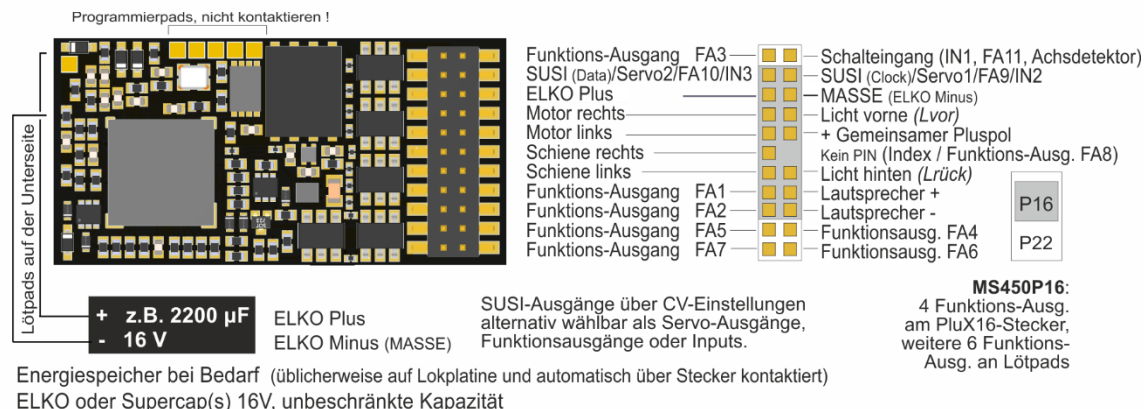 Programmierpads, nicht kontaktieren !
Lötpads auf der Unterseite
Funktions-Ausgang FA3
SUSI (Data)/Servo2/FA10/IN3
ELKO Plus
Motor rechts
Motor links
Schiene rechts
Schiene links
Funktions-Ausgang FA1
Funktions-Ausgang FA2
Funktions-Ausgang FA5
Funktions-Ausgang FA7
Schalteingang (IN1, FA11, Achsdetektor)
SUSI (Clock)/Servo1/FA9/IN2
MASSE (ELKO Minus)
Licht vorne (Lvor)
+ Gemeinsamer Pluspol
Kein PIN (Index / Funktions-Ausg. FA8)
Licht hinten (Lrück)
Lautsprecher +
Lautsprecher -
Funktionsausg. FA4
Funktionsausg. FA6
P16
P22
+ z.B. 2200 µF
- 16 V
ELKO Plus
ELKO Minus (MASSE)
SUSI-Ausgänge über CV-Einstellungen
alternativ wählbar als Servo-Ausgänge,
Funktionsausgänge oder Inputs.
MS450P16:
4 Funktions-Ausg.
am PluX16-Stecker,
weitere 6 Funktions-
Ausg. an Lötpads
Energiespeicher bei Bedarf (üblicherweise auf Lokplatine und automatisch über Stecker kontaktiert)
ELKO oder Supercap(s) 16V, unbeschränkte Kapazität